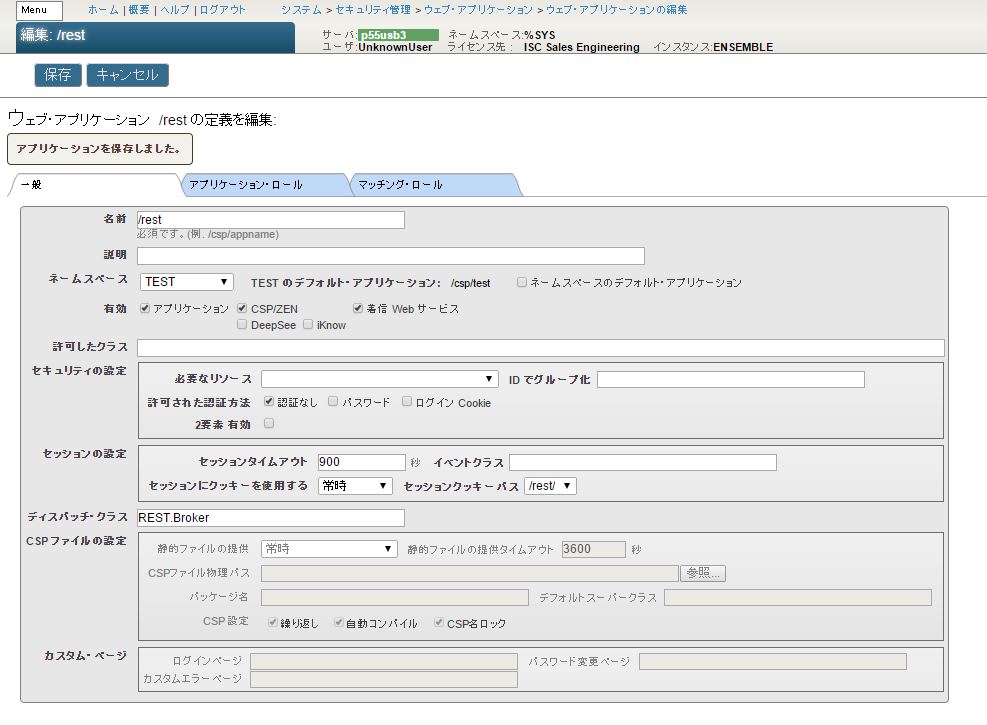 Menu ホーム | 概要 | ヘルプ | ログアウト システム > セキュリティ管理 > ウェブ・アプリケーション > ウェブ・アプリケーションの編集
編集: /rest
サーバ: p55usb3 ネームスペース:%SYS
ユーザ:UnknownUser ライセンス先 : ISC Sales Engineering インスタンス:ENSEMBLE
保存 キャンセル
ウェブ・アプリケーション /rest の定義を編集:
アプリケーションを保存しました。
一般 アプリケーション・ロール マッチング・ロール
名前 /rest
必須です。(例. /csp/appname)
説明
ネームスペース TEST TEST のデフォルト・アプリケーション: /csp/test ネームスペースのデフォルト・アプリケーション
有効 アプリケーション CSP/ZEN 着信 Web サービス
DeepSee iKnow
許可したクラス
セキュリティの設定 必要なリソース ID でグループ化
許可された認証方法 認証なし パスワード ログイン Cookie
2要素 有効
セッションの設定 セッションタイムアウト 900 秒 イベントクラス
セッションにクッキーを使用する 常時 セッションクッキーパス /rest/
ディスパッチ・クラス REST.Broker
CSPファイルの設定 静的ファイルの提供 常時 静的ファイルの提供タイムアウト 3600 秒
CSPファイル物理パス 参照...
パッケージ名 デフォルトスーパークラス
CSP 設定 繰り返し 自動コンパイル CSP名ロック
カスタム・ページ ログインページ パスワード変更ページ
カスタムエラーページ